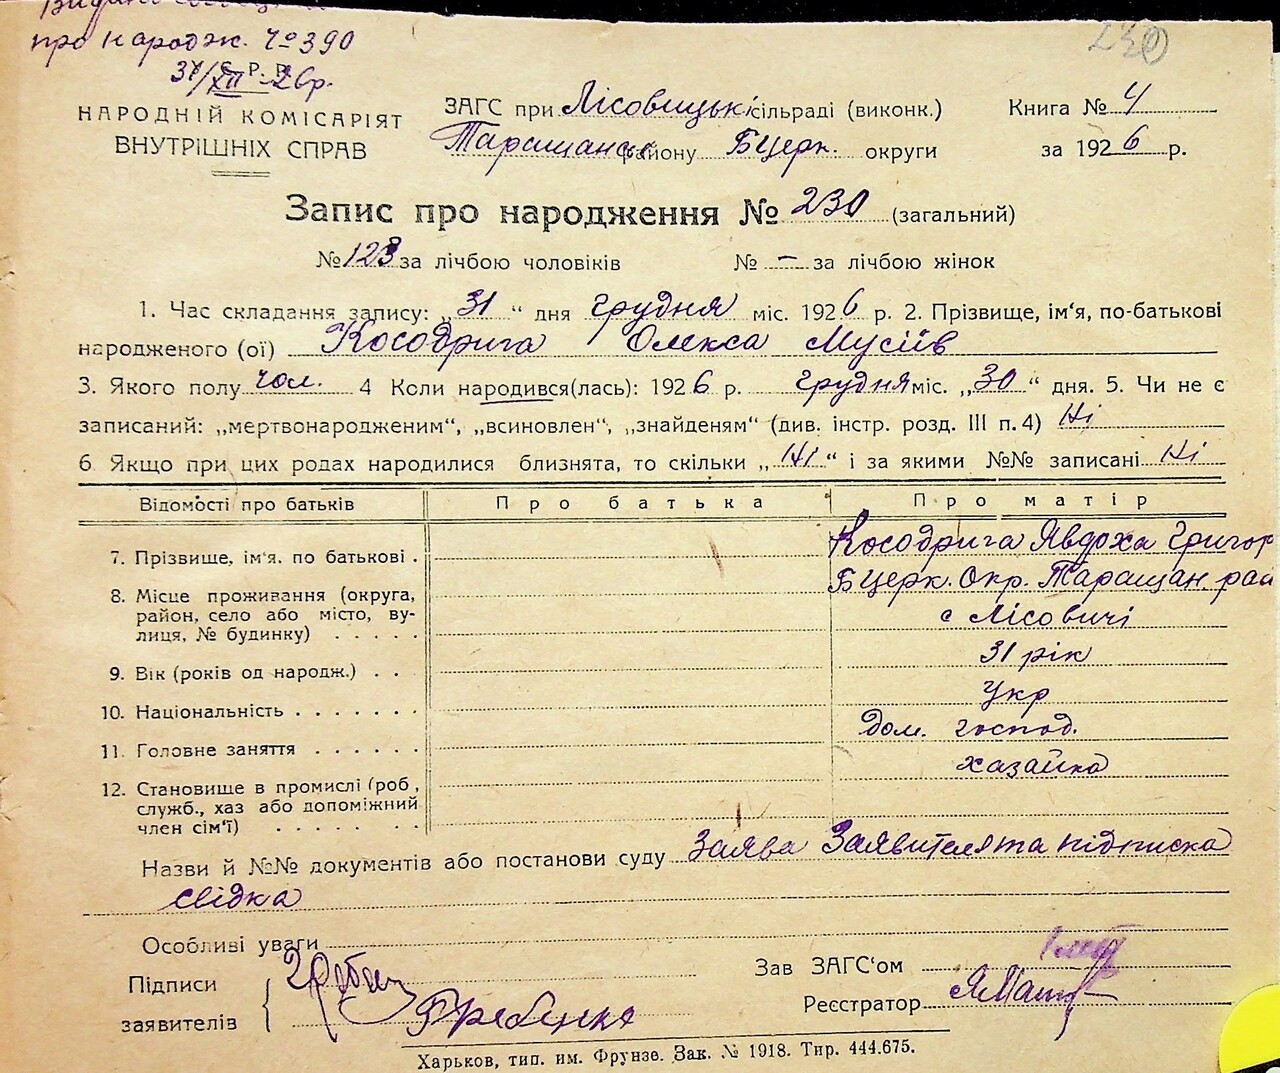 про народж. № 390
31/XII-26р.
230
НАРОДНІЙ КОМІСАРІЯТ
ВНУТРІШНІХ СПРАВ
ЗАГС при Лісовицькі сільраді (виконк.)
Таращанськ району Бцерк. округи
Книга № 4
за 1926 р.
Запис про народження № 230 (загальний)
№ 123 за лічбою чоловіків № — за лічбою жінок
1. Час складання запису: „31“ дня грудня міс. 1926 р. 2. Прізвище, ім‘я, по-батькові
народженого (ої) Кособрига Олекса Мусіїв
3. Якого полу чол. 4 Коли народився(лась): 1926 р. грудня міс. „30“ дня. 5. Чи не є
записаний: „мертвонародженим“, „всиновлен“, „знайденям“ (див. інстр. розд. III п. 4) Ні
6. Якщо при цих родах народилися близнята, то скільки „Ні“ і за якими №№ записані Ні
Відомості про батьків Про батька Про матір
7. Прізвище, ім‘я, по батькові . Кособрига Явдоха Григор
8. Місце проживання (округа, Бцерк. Окр. Таращан. рай
район, село або місто, ву- с Лісовичі
лиця, № будинку) . . . . .
9. Вік (років од народж.) . . 31 рік
10. Національність . . . . . . . Укр
11. Головне заняття . . . . . . дом. господ.
12. Становище в промислі (роб, хазайка
служб., хаз або допоміжний
член сім‘ї) . . . . . . . .
Назви й №№ документів або постанови суду Заява Заявителя та підписка
свідка
Особливі уваги
Підписи
заявителів
Гребенко
Зав ЗАГС‘ом
Реєстратор
Харьков, тип. им. Фрунзе. Зак. № 1918. Тир. 444.675.